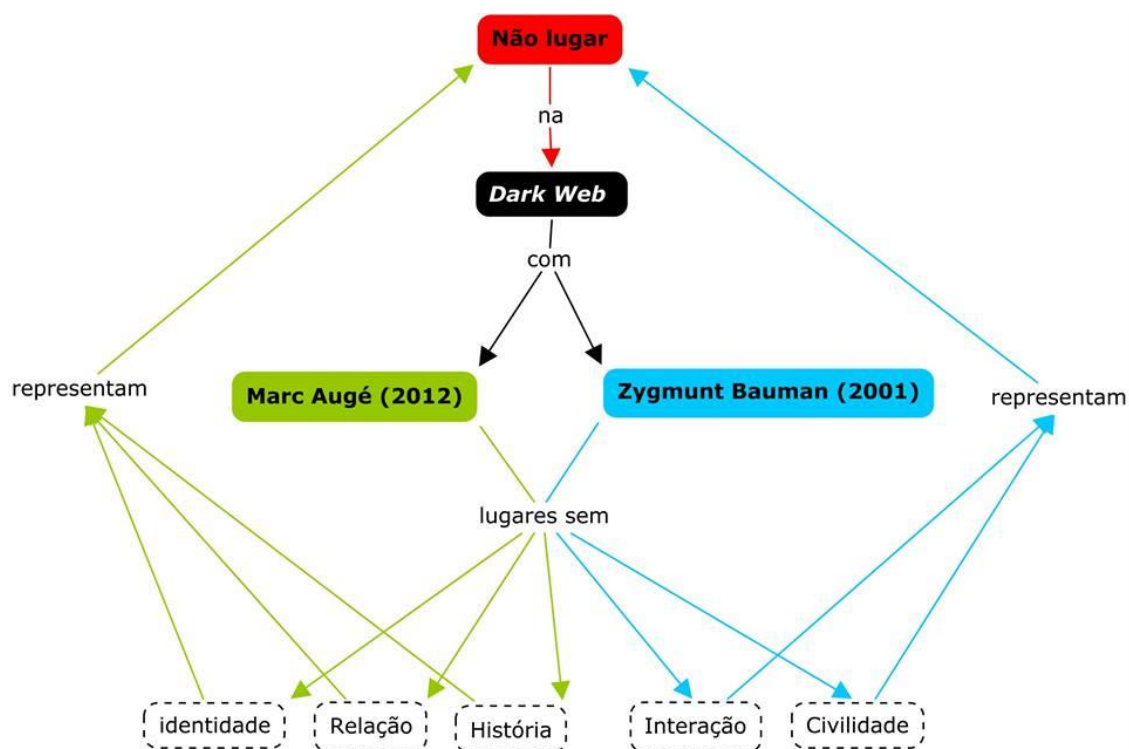 Não lugar
na
Dark Web
com
representam
Marc Augé (2012)
Zygmunt Bauman (2001)
representam
lugares sem
identidade
Relação
História
Interação
Civilidade